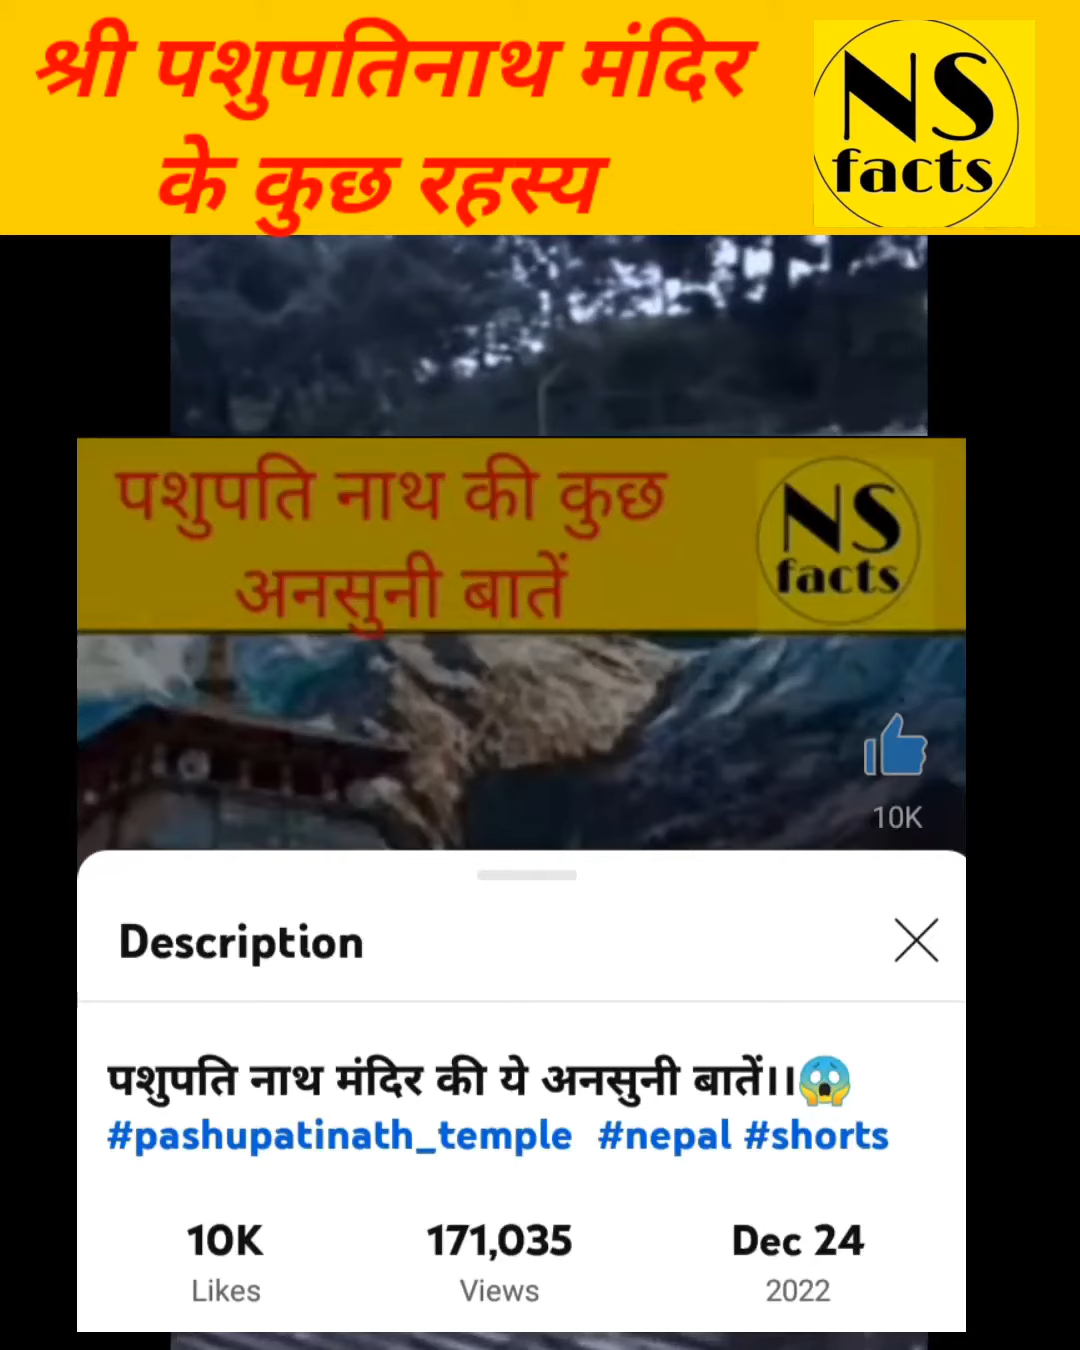 श्री पशुपतिनाथ मंदिर
के कुछ रहस्य
NS
facts
पशुपति नाथ की कुछ
अनसुनी बातें
NS
facts
10K
Description
पशुपति नाथ मंदिर की ये अनसुनी बातें।।😱
#pashupatinath_temple #nepal #shorts
10K 171,035 Dec 24
Likes Views 2022